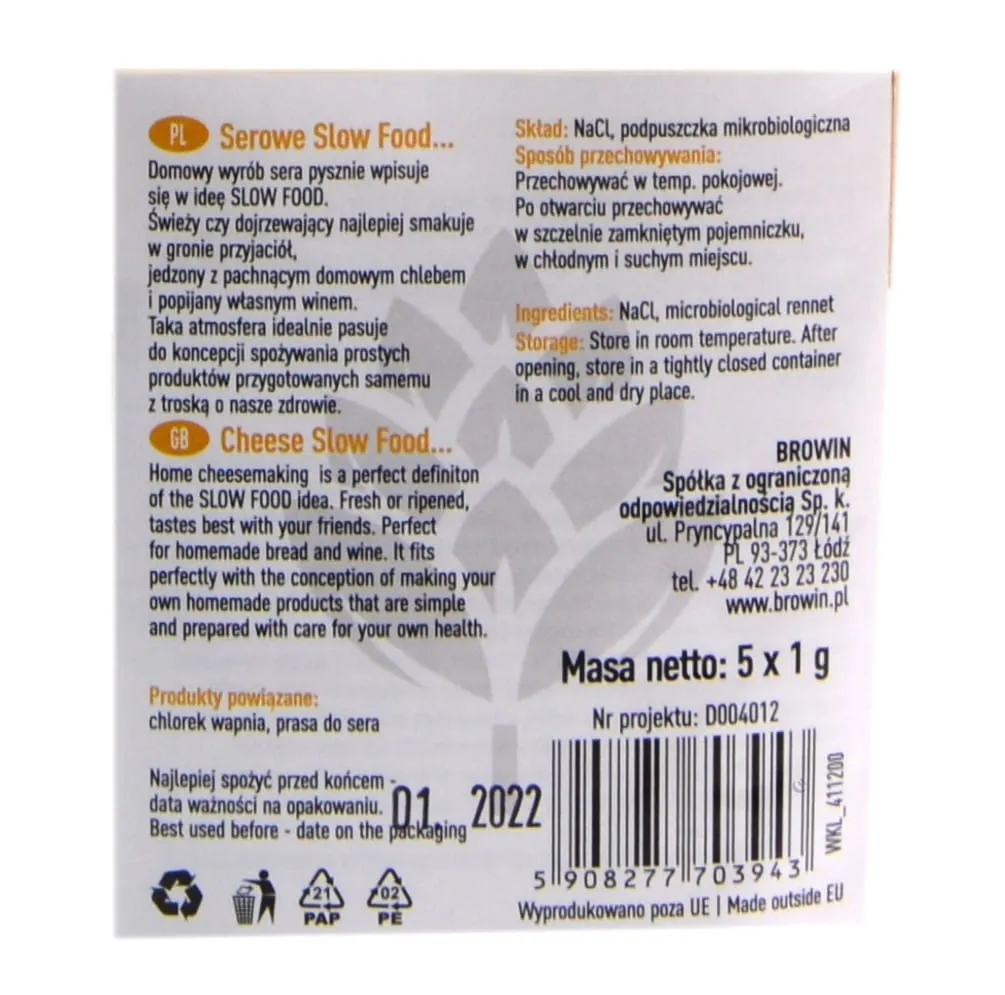 PL Serowe Slow Food...
Domowy wyrób sera pysznie wpisuje
się w ideę SLOW FOOD.
Świeży czy dojrzewający najlepiej smakuje
w gronie przyjaciół,
jedzony z pachnącym domowym chlebem
i popijany własnym winem.
Taka atmosfera idealnie pasuje
do koncepcji spożywania prostych
produktów przygotowanych samemu
z troską o nasze zdrowie.
GB Cheese Slow Food...
Home cheesemaking is a perfect definiton
of the SLOW FOOD idea. Fresh or ripened,
tastes best with your friends. Perfect
for homemade bread and wine. It fits
perfectly with the conception of making your
own homemade products that are simple
and prepared with care for your own health.
Produkty powiązane:
chlorek wapnia, prasa do sera
Najlepiej spożyć przed końcem -
data ważności na opakowaniu.
Best used before - date on the packaging
01. 2022
21
PAP
02
PE
Skład: NaCl, podpuszczka mikrobiologiczna
Sposób przechowywania:
Przechowywać w temp. pokojowej.
Po otwarciu przechowywać
w szczelnie zamkniętym pojemniczku,
w chłodnym i suchym miejscu.
Ingredients: NaCl, microbiological rennet
Storage: Store in room temperature. After
opening, store in a tightly closed container
in a cool and dry place.
BROWIN
Spółka z ograniczoną
odpowiedzialnością Sp. k.
ul. Pryncypalna 129/141
PL 93-373 Łódź
tel. +48 42 23 23 230
www.browin.pl
Masa netto: 5 x 1 g
Nr projektu: D004012
WKL_411200
5 908277 703943
Wyprodukowano poza UE | Made outside EU